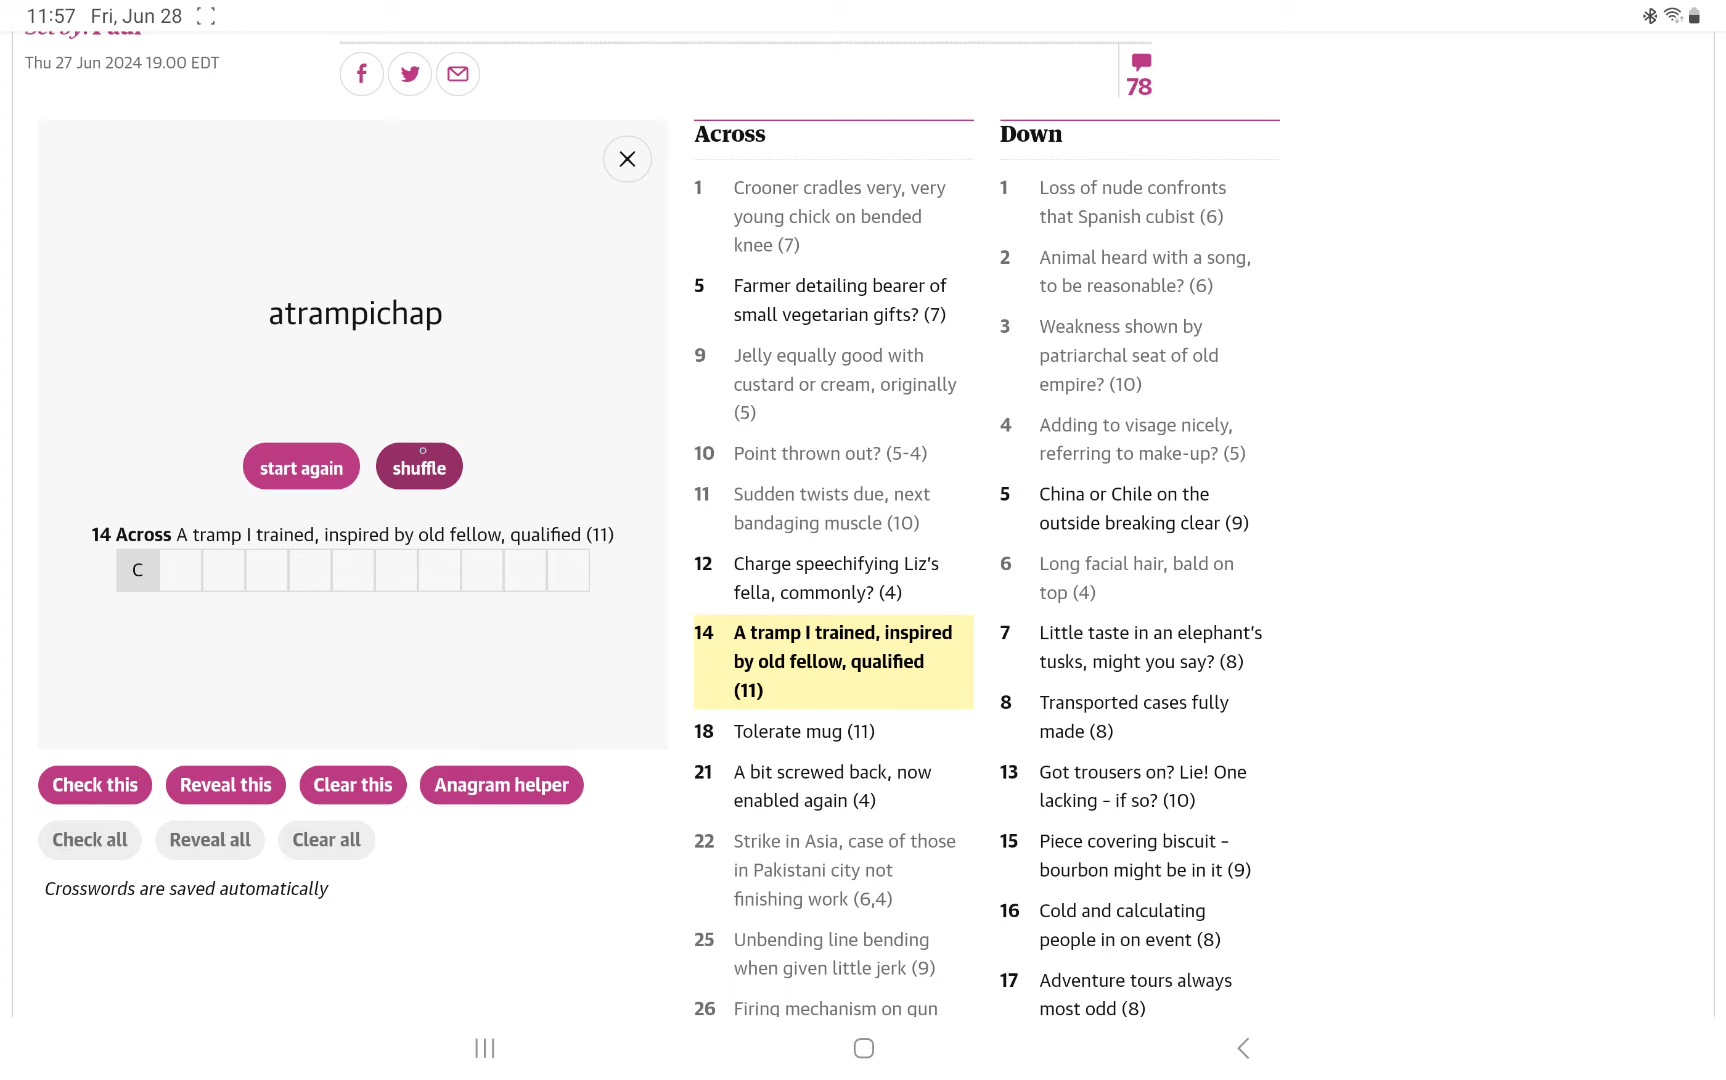 11:57 Fri, Jun 28
Set by: Paul
Thu 27 Jun 2024 19.00 EDT
78
atrampichap
start again
shuffle
14 Across A tramp I trained, inspired by old fellow, qualified (11)
C
Check this
Reveal this
Clear this
Anagram helper
Check all
Reveal all
Clear all
Crosswords are saved automatically
Across
1 Crooner cradles very, very
young chick on bended
knee (7)
5 Farmer detailing bearer of
small vegetarian gifts? (7)
9 Jelly equally good with
custard or cream, originally
(5)
10 Point thrown out? (5-4)
11 Sudden twists due, next
bandaging muscle (10)
12 Charge speechifying Liz's
fella, commonly? (4)
14 A tramp I trained, inspired
by old fellow, qualified
(11)
18 Tolerate mug (11)
21 A bit screwed back, now
enabled again (4)
22 Strike in Asia, case of those
in Pakistani city not
finishing work (6,4)
25 Unbending line bending
when given little jerk (9)
26 Firing mechanism on gun
Down
1 Loss of nude confronts
that Spanish cubist (6)
2 Animal heard with a song,
to be reasonable? (6)
3 Weakness shown by
patriarchal seat of old
empire? (10)
4 Adding to visage nicely,
referring to make-up? (5)
5 China or Chile on the
outside breaking clear (9)
6 Long facial hair, bald on
top (4)
7 Little taste in an elephant's
tusks, might you say? (8)
8 Transported cases fully
made (8)
13 Got trousers on? Lie! One
lacking – if so? (10)
15 Piece covering biscuit –
bourbon might be in it (9)
16 Cold and calculating
people in on event (8)
17 Adventure tours always
most odd (8)